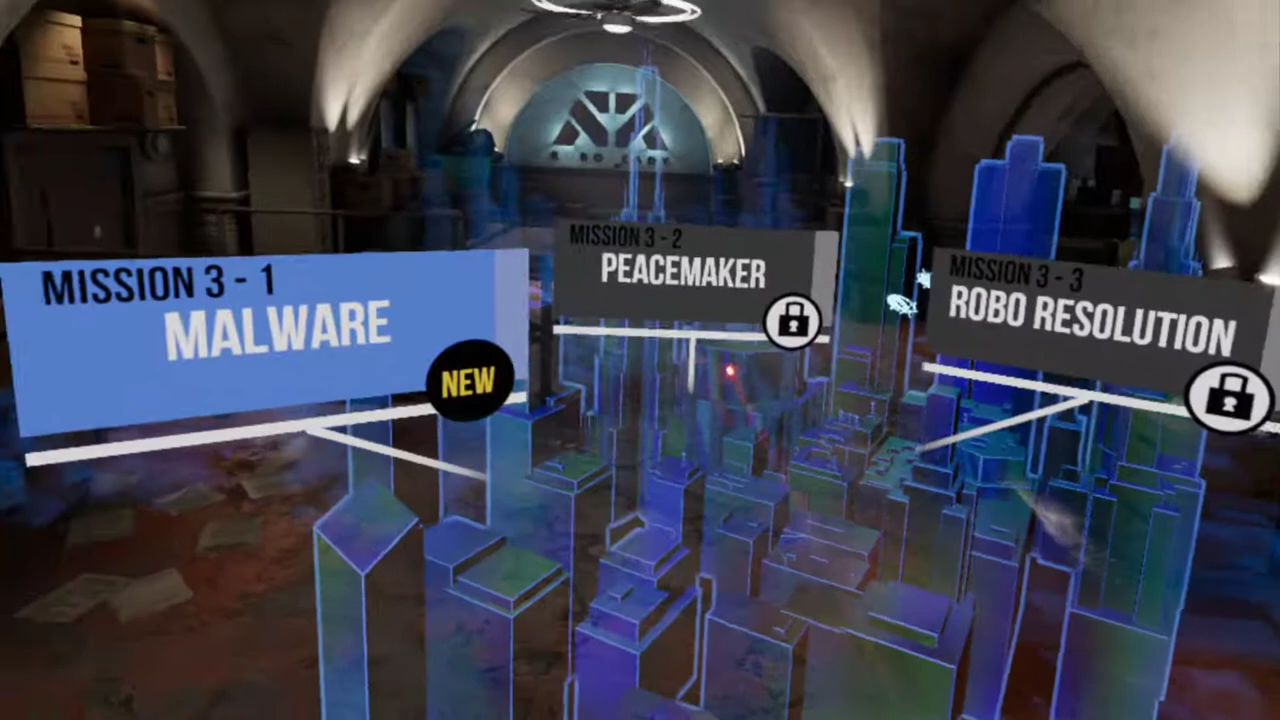 MISSION 3 - 1
MALWARE
NEW
MISSION 3 - 2
PEACEMAKER
MISSION 3 - 3
ROBO RESOLUTION